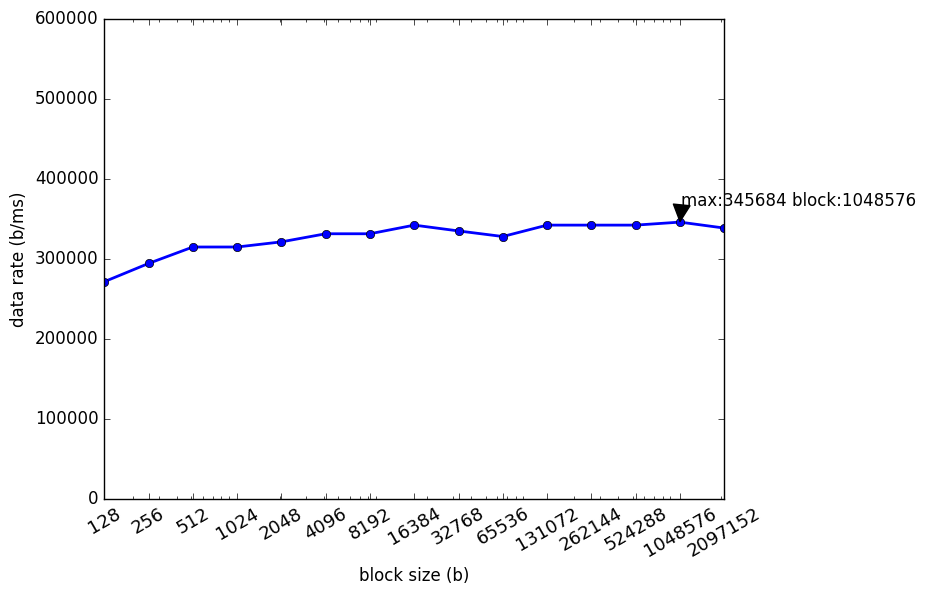 600000
500000
400000
max:345684 block:1048576
300000
200000
100000
0
data rate (b/ms)
128 256 512 1024 2048 4096 8192 16384 32768 65536 131072 262144 524288 1048576 2097152
block size (b)